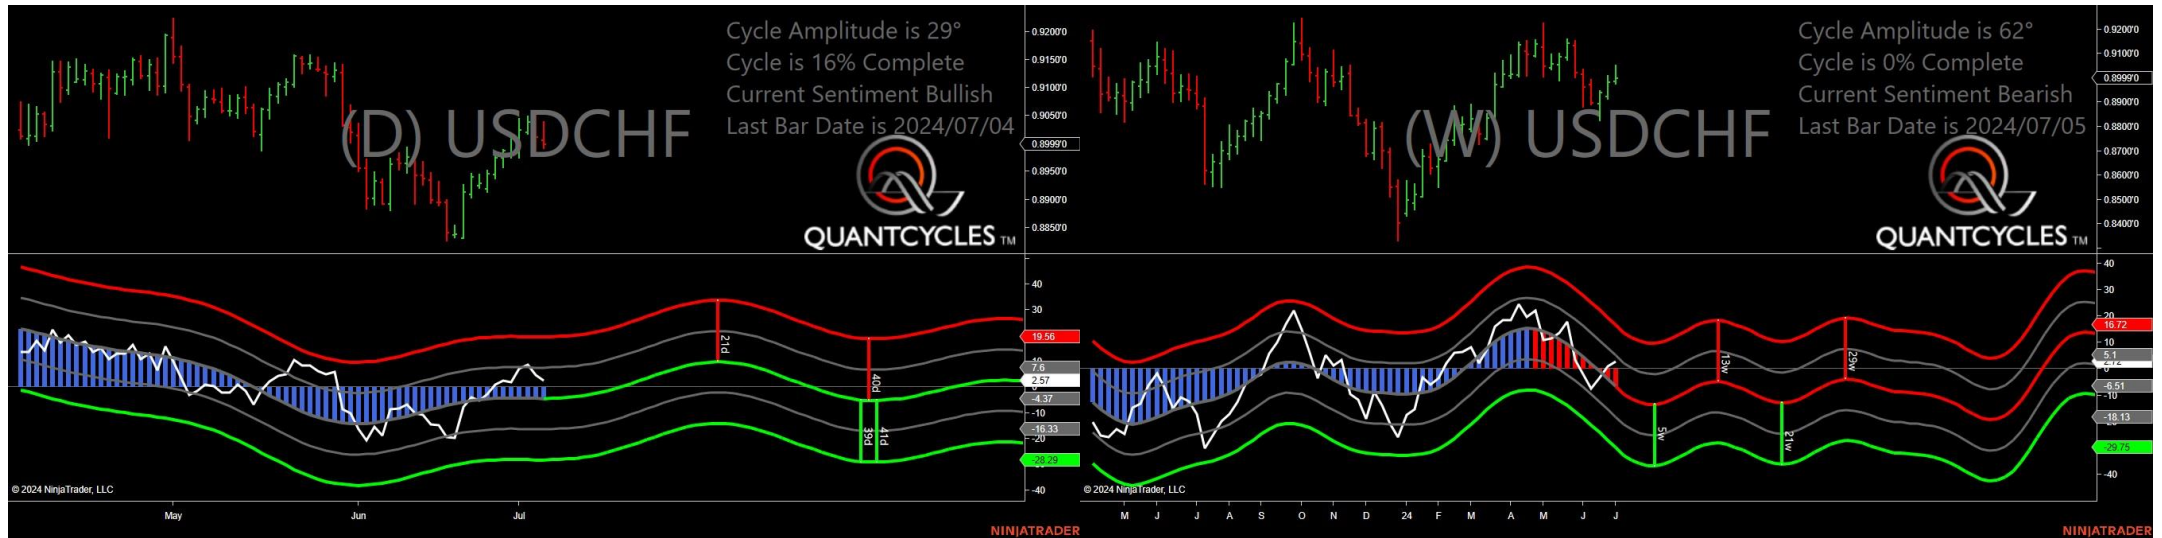 Cycle Amplitude is 29°
Cycle is 16% Complete
Current Sentiment Bullish
Last Bar Date is 2024/07/04
(D) USDCHF
QUANTCYCLES TM
0.9200'0
0.9150'0
0.9100'0
0.9050'0
0.8999'0
0.8950'0
0.8900'0
0.8850'0
40
30
19.56
10
7.6
2.57
-4.37
-10
-16.33
-20
-28.29
-40
21d
40d
39d
41d
© 2024 NinjaTrader, LLC
May
Jun
Jul
NINJATRADER
Cycle Amplitude is 62°
Cycle is 0% Complete
Current Sentiment Bearish
Last Bar Date is 2024/07/05
(W) USDCHF
QUANTCYCLES TM
0.9200'0
0.9100'0
0.8999'0
0.8900'0
0.8800'0
0.8700'0
0.8600'0
0.8500'0
0.8400'0
40
30
20
16.72
5.1
-6.51
-10
-18.13
-29.75
-40
13w
29w
5w
21w
© 2024 NinjaTrader, LLC
M J J A S O N D 24 F M A M J J
NINJATRADER